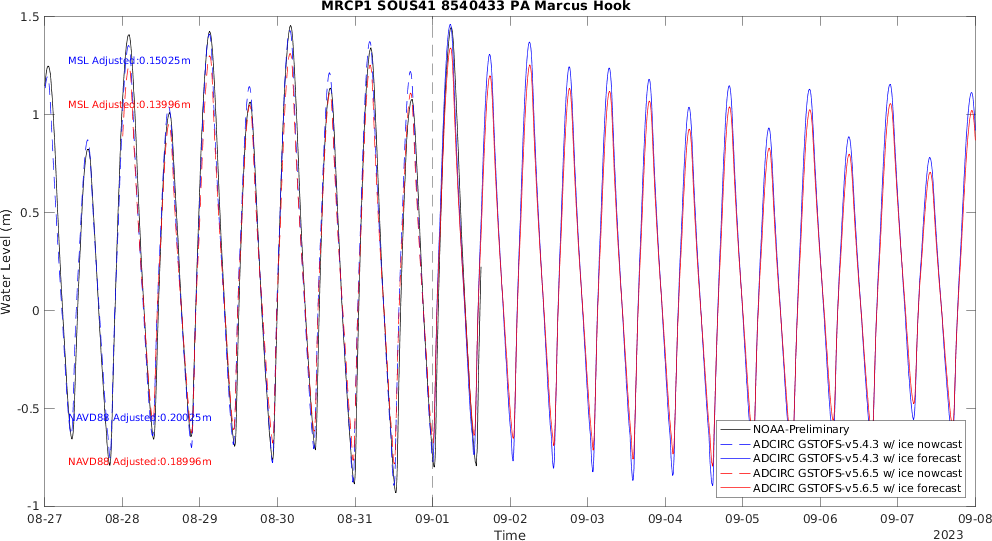 MRCP1 SOUS41 8540433 PA Marcus Hook
1.5
MSL Adjusted:0.15025m
MSL Adjusted:0.13996m
1
0.5
Water Level (m)
0
-0.5
NAVD88 Adjusted:0.20025m
NAVD88 Adjusted:0.18996m
-1
NOAA-Preliminary
ADCIRC GSTOFS-v5.4.3 w/ ice nowcast
ADCIRC GSTOFS-v5.4.3 w/ ice forecast
ADCIRC GSTOFS-v5.6.5 w/ ice nowcast
ADCIRC GSTOFS-v5.6.5 w/ ice forecast
08-27 08-28 08-29 08-30 08-31 09-01 09-02 09-03 09-04 09-05 09-06 09-07 09-08
Time
2023